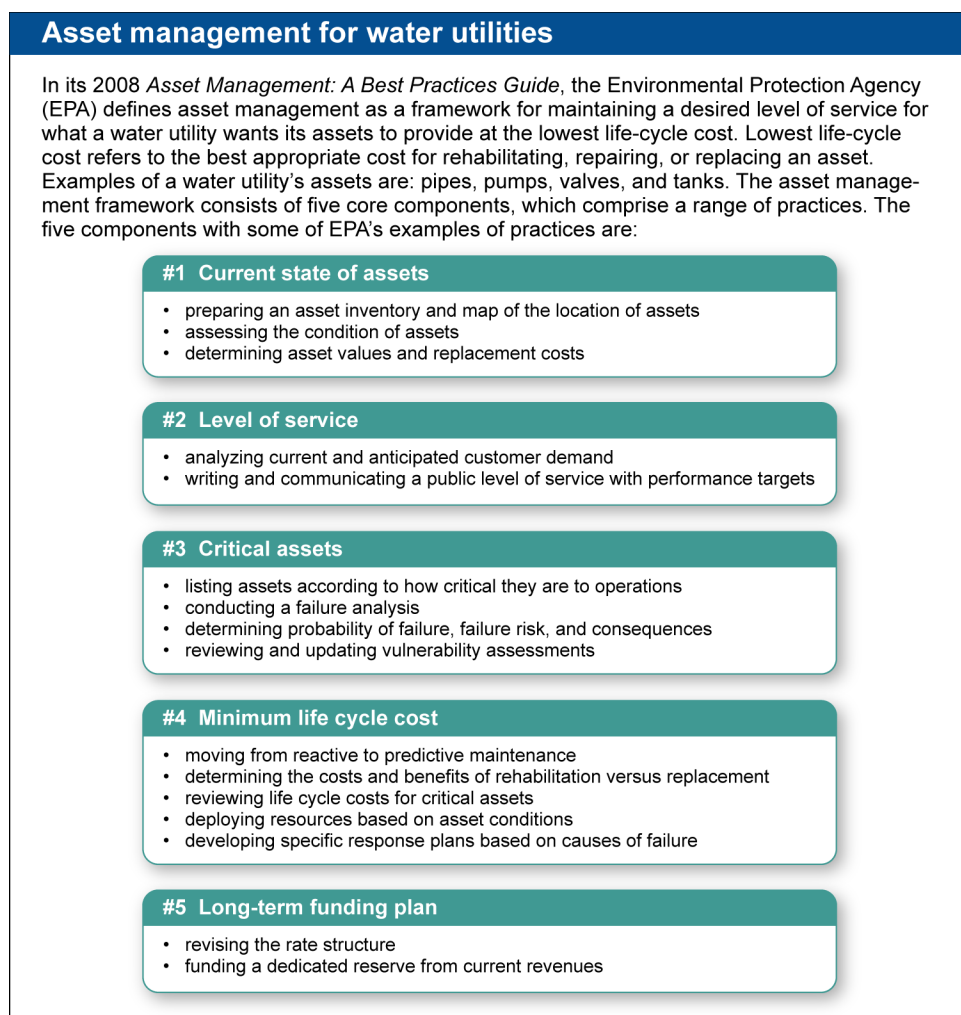 Asset management for water utilities
In its 2008 Asset Management: A Best Practices Guide, the Environmental Protection Agency
(EPA) defines asset management as a framework for maintaining a desired level of service for
what a water utility wants its assets to provide at the lowest life-cycle cost. Lowest life-cycle
cost refers to the best appropriate cost for rehabilitating, repairing, or replacing an asset.
Examples of a water utility's assets are: pipes, pumps, valves, and tanks. The asset manage-
ment framework consists of five core components, which comprise a range of practices. The
five components with some of EPA's examples of practices are:
#1 Current state of assets
• preparing an asset inventory and map of the location of assets
• assessing the condition of assets
• determining asset values and replacement costs
#2 Level of service
• analyzing current and anticipated customer demand
• writing and communicating a public level of service with performance targets
#3 Critical assets
• listing assets according to how critical they are to operations
• conducting a failure analysis
• determining probability of failure, failure risk, and consequences
• reviewing and updating vulnerability assessments
#4 Minimum life cycle cost
• moving from reactive to predictive maintenance
• determining the costs and benefits of rehabilitation versus replacement
• reviewing life cycle costs for critical assets
• deploying resources based on asset conditions
• developing specific response plans based on causes of failure
#5 Long-term funding plan
• revising the rate structure
• funding a dedicated reserve from current revenues